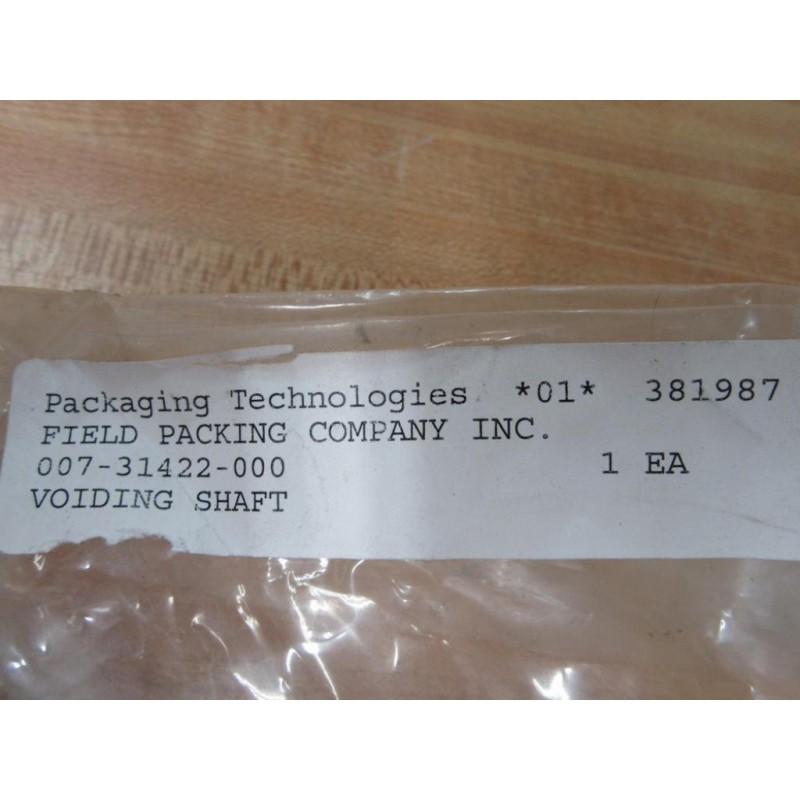 Packaging Technologies *01* 381987
FIELD PACKING COMPANY INC.
007-31422-000 1 EA
VOIDING SHAFT